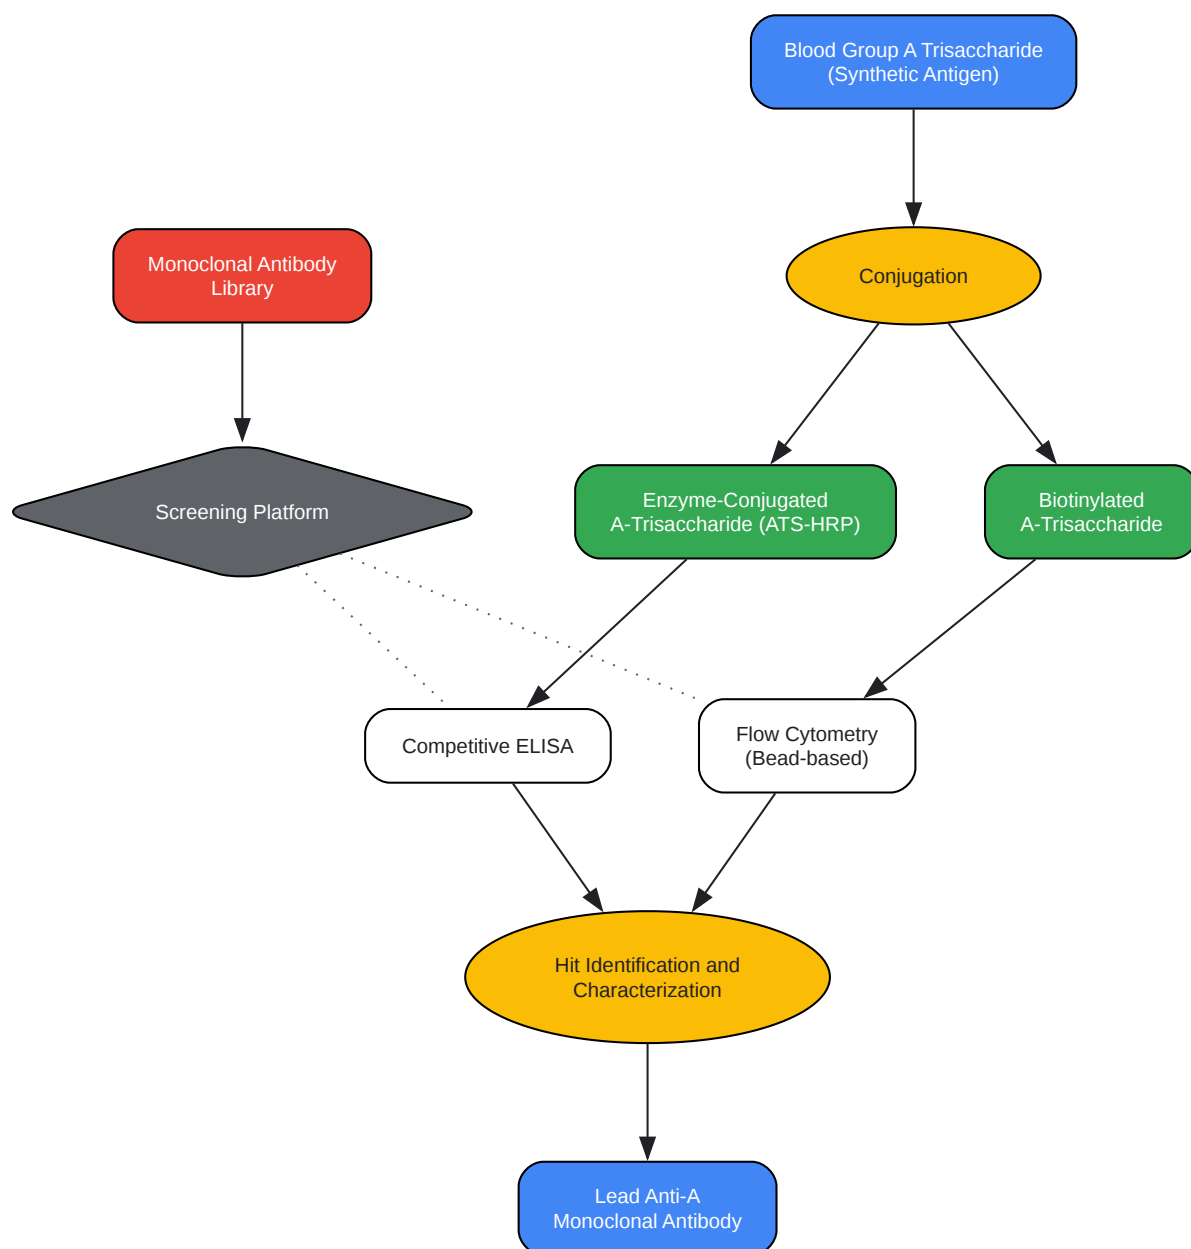 Blood Group A Trisaccharide
(Synthetic Antigen)
Monoclonal Antibody
Library
Conjugation
Screening Platform
Enzyme-Conjugated
A-Trisaccharide (ATS-HRP)
Biotinylated
A-Trisaccharide
Competitive ELISA
Flow Cytometry
(Bead-based)
Hit Identification and
Characterization
Lead Anti-A
Monoclonal Antibody